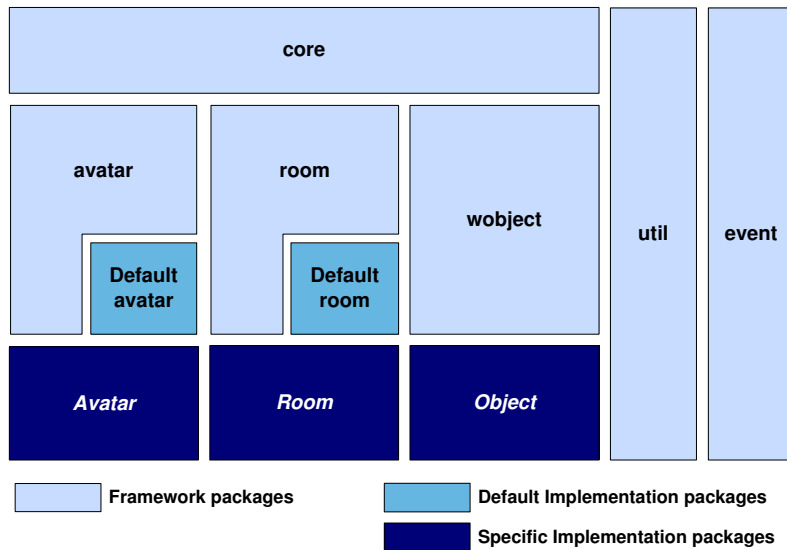 core
avatar
room
wobject
util
event
Default
avatar
Default
room
Avatar
Room
Object
Framework packages
Default Implementation packages
Specific Implementation packages